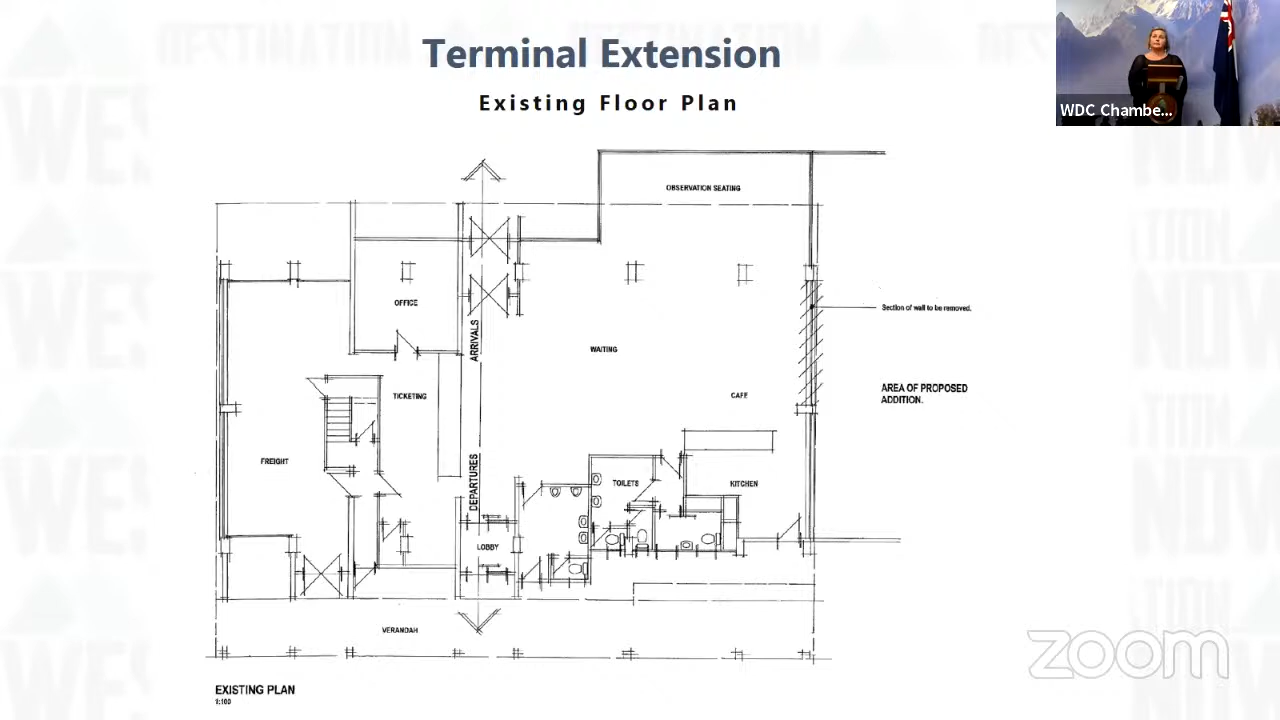 DESTINATION
Terminal Extension
Existing Floor Plan
WDC Chambe...
OBSERVATION SEATING
OFFICE
Section of wall to be removed.
ARRIVALS
WAITING
AREA OF PROPOSED
ADDITION.
TICKETING
CAFE
FREIGHT
DEPARTURES
TOILETS
KITCHEN
LOBBY
VERANDAH
zoom
EXISTING PLAN
1:100